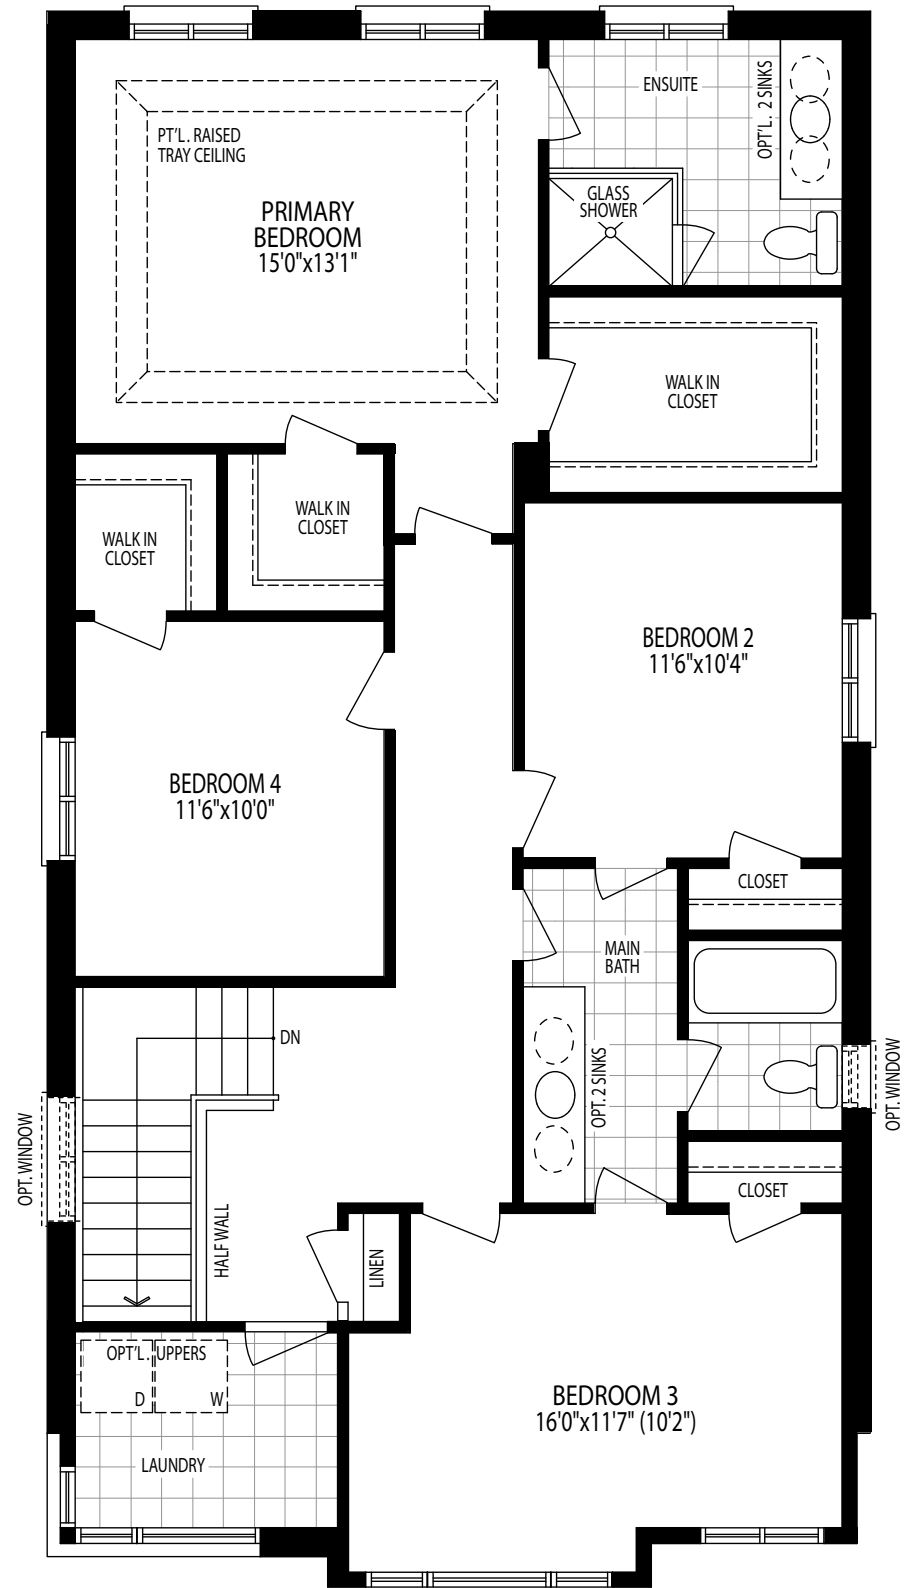 ENSUITE
OPT'L. 2 SINKS
PT'L. RAISED
TRAY CEILING
GLASS
SHOWER
PRIMARY
BEDROOM
15'0"x13'1"
WALK IN
CLOSET
WALK IN
CLOSET
WALK IN
CLOSET
BEDROOM 2
11'6"x10'4"
BEDROOM 4
11'6"x10'0"
CLOSET
MAIN
BATH
DN
OPT. 2 SINKS
OPT. WINDOW
OPT. WINDOW
CLOSET
HALF WALL
LINEN
OPT'L. UPPERS
D
W
BEDROOM 3
16'0"x11'7" (10'2")
LAUNDRY